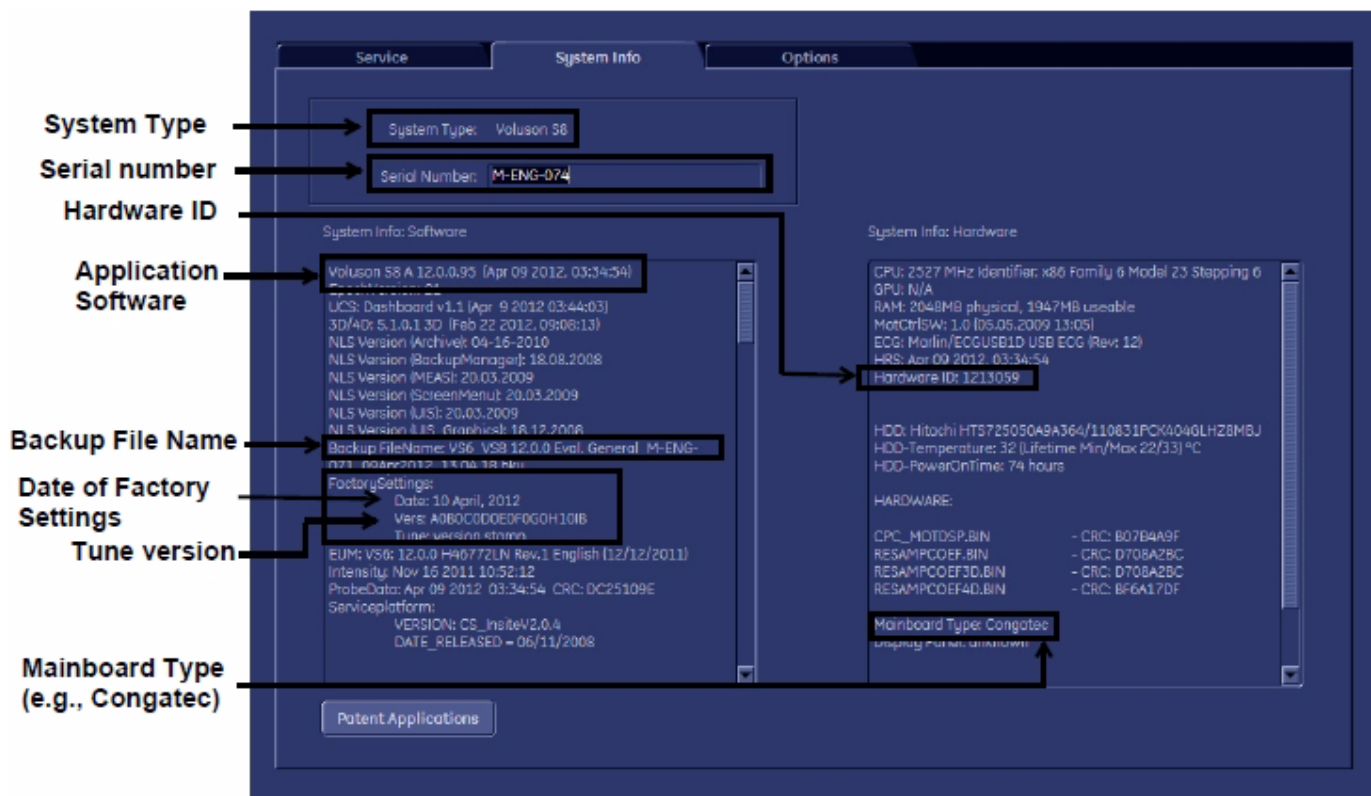 Service
System Info
Options
System Type
System Type: Voluson S8
Serial number
Serial Number: M-ENG-074
Hardware ID
System Info: Software
System Info: Hardware
Application
Software
Voluson S8 A 12.0.0.95 (Apr 09 2012, 03:34:54)
UCS: Dashboard v1.1 (Apr 9 2012 03:44:03)
3D/4D: 5.1.0.1 3D (Feb 22 2012, 09:08:13)
NLS Version (Archive): 04-16-2010
NLS Version (BackupManager): 18.08.2008
NLS Version (MEAS): 20.03.2009
NLS Version (ScreenMenu): 20.03.2009
NLS Version (UIS): 20.03.2009
NLS Version (UIS_Graphics): 18.12.2008
Backup File Name
Backup FileName: VS6_VS8 12.0.0 Eval. General_M-ENG-
Date of Factory
Settings
Tune version
FactorySettings:
Date: 10 April, 2012
Vers: A0B0C0D0E0F0G0H10IB
Tune: version stamp
EUM: VS6: 12.0.0 H46772LN Rev.1 English (12/12/2011)
Intensity: Nov 16 2011 10:52:12
ProbeData: Apr 09 2012 03:34:54 CRC: DC25109E
Serviceplatform:
VERSION: CS_InsiteV2.0.4
DATE_RELEASED = 06/11/2008
CPU: 2527 MHz Identifier: x86 Family 6 Model 23 Stepping 6
GPU: N/A
RAM: 2048MB physical, 1947MB useable
MotCtrlSW: 1.0 (05.05.2009 13:05)
ECG: Marlin/ECGUSB1D USB ECG (Rev: 12)
HRS: Apr 09 2012, 03:34:54
Hardware ID: 1213059
HDD: Hitachi HTS725050A9A364/110831PCK404GLHZ8MBJ
HDD-Temperature: 32 (Lifetime Min/Max 22/33) ºC
HDD-PowerOnTime: 74 hours
HARDWARE:
CPC_MOTDSP.BIN - CRC: B07B4A9F
RESAMPCOEF.BIN - CRC: D708A2BC
RESAMPCOEF3D.BIN - CRC: D708A2BC
RESAMPCOEF4D.BIN - CRC: BF6A17DF
Mainboard Type: Congatec
Display Panel: unknown
Mainboard Type
(e.g., Congatec)
Patent Applications